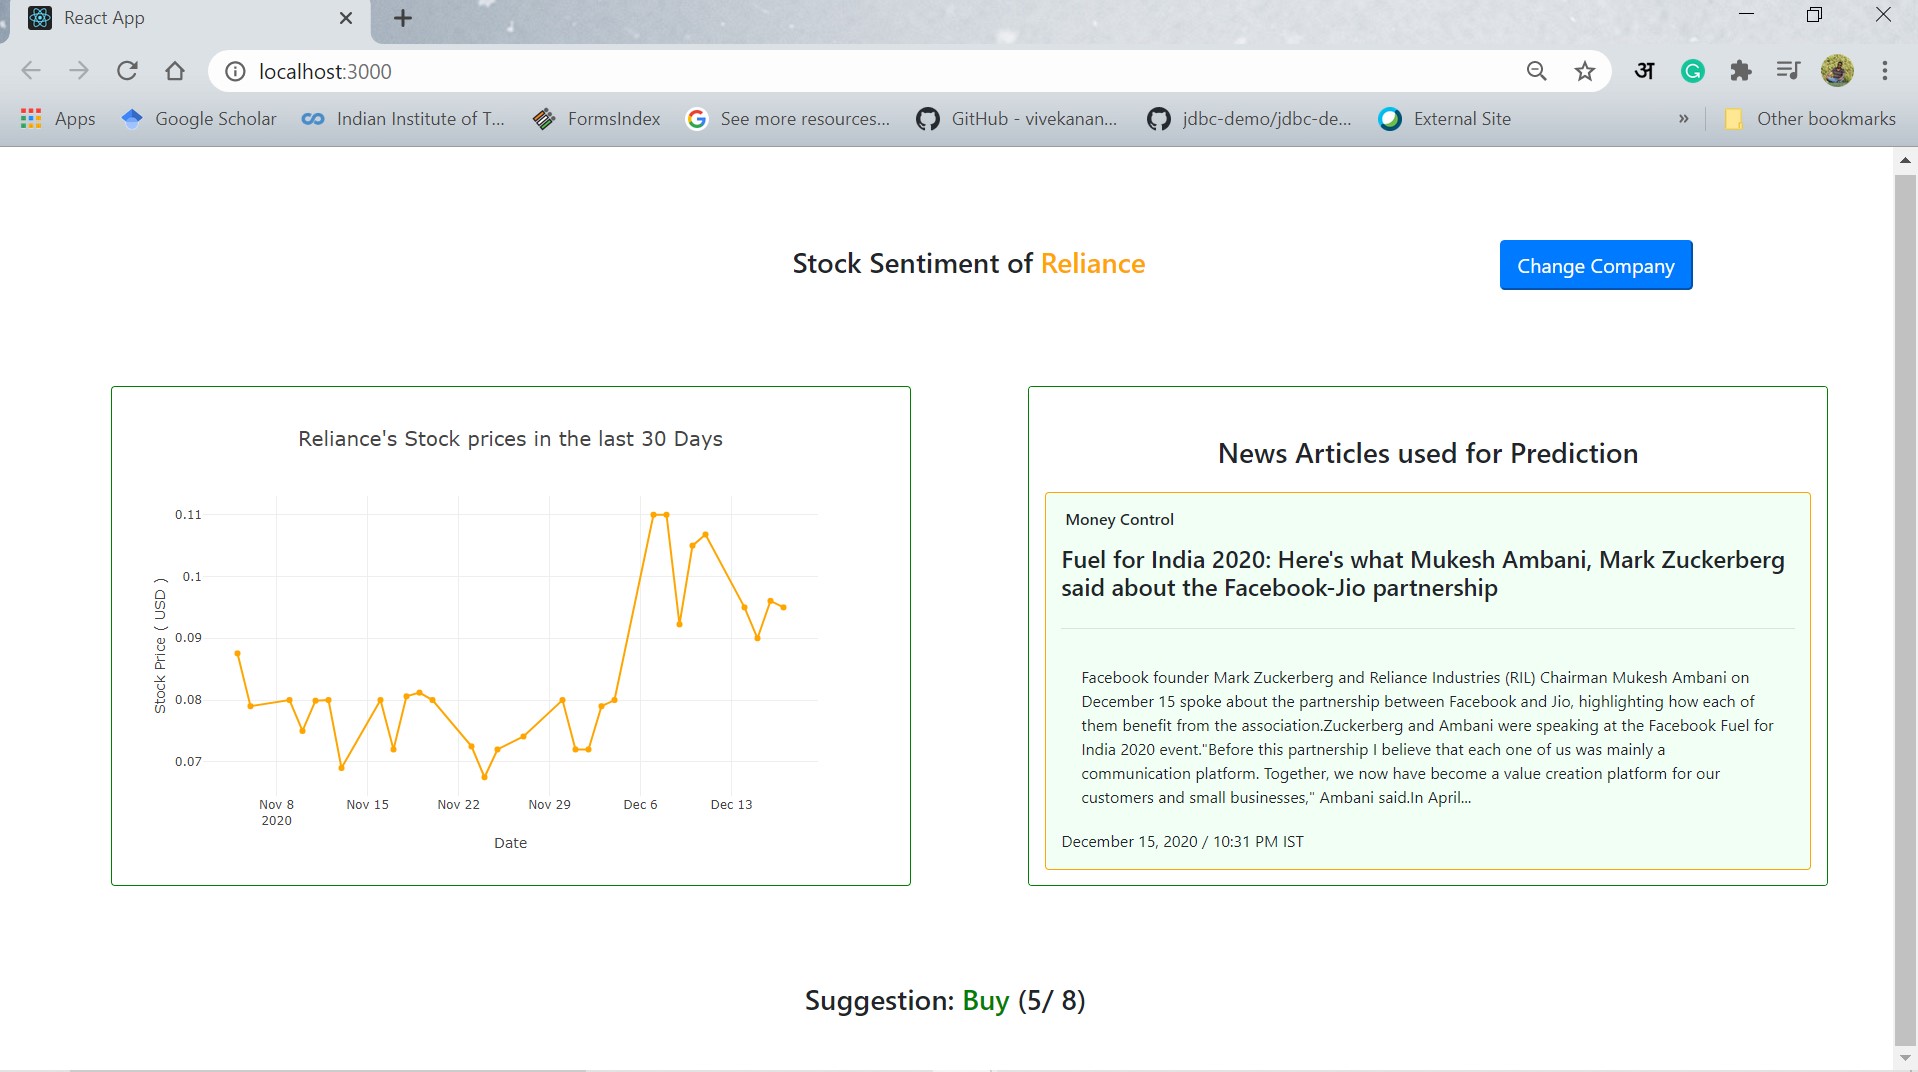 React App
localhost:3000
अ
G
Apps
Google Scholar
Indian Institute of T...
FormsIndex
See more resources...
GitHub - vivekanan...
jdbc-demo/jdbc-de...
External Site
»
Other bookmarks
Stock Sentiment of Reliance
Change Company
Reliance's Stock prices in the last 30 Days
0.11
0.1
0.09
0.08
0.07
Stock Price ( USD )
Nov 8
2020
Nov 15
Nov 22
Nov 29
Dec 6
Dec 13
Date
News Articles used for Prediction
Money Control
Fuel for India 2020: Here's what Mukesh Ambani, Mark Zuckerberg
said about the Facebook-Jio partnership
Facebook founder Mark Zuckerberg and Reliance Industries (RIL) Chairman Mukesh Ambani on
December 15 spoke about the partnership between Facebook and Jio, highlighting how each of
them benefit from the association.Zuckerberg and Ambani were speaking at the Facebook Fuel for
India 2020 event."Before this partnership I believe that each one of us was mainly a
communication platform. Together, we now have become a value creation platform for our
customers and small businesses," Ambani said.In April...
December 15, 2020 / 10:31 PM IST
Suggestion: Buy (5/ 8)